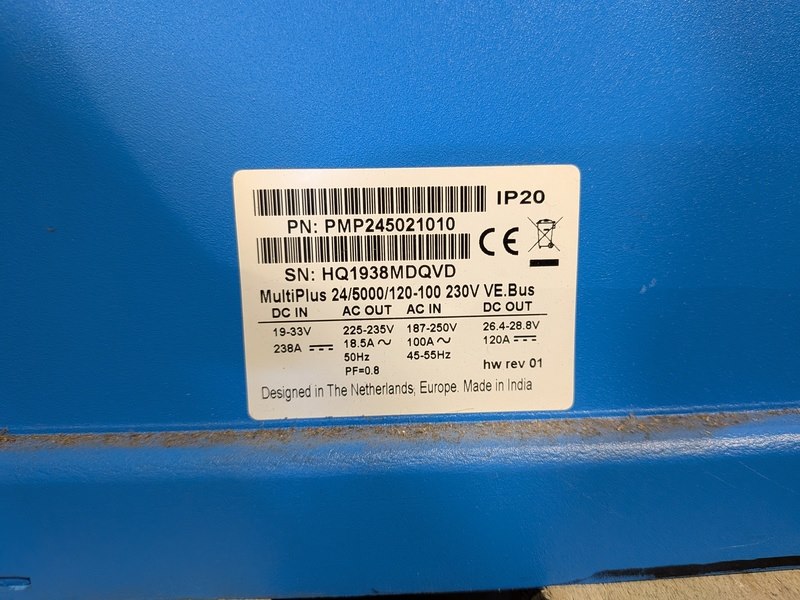 IP20
PN: PMP245021010
CE
SN: HQ1938MDQVD
MultiPlus 24/5000/120-100 230V VE.Bus
DC IN AC OUT AC IN DC OUT
19-33V 225-235V 187-250V 26.4-28.8V
238A 18.5A 100A 120A
50Hz 45-55Hz
PF=0.8 hw rev 01
Designed in The Netherlands, Europe. Made in India